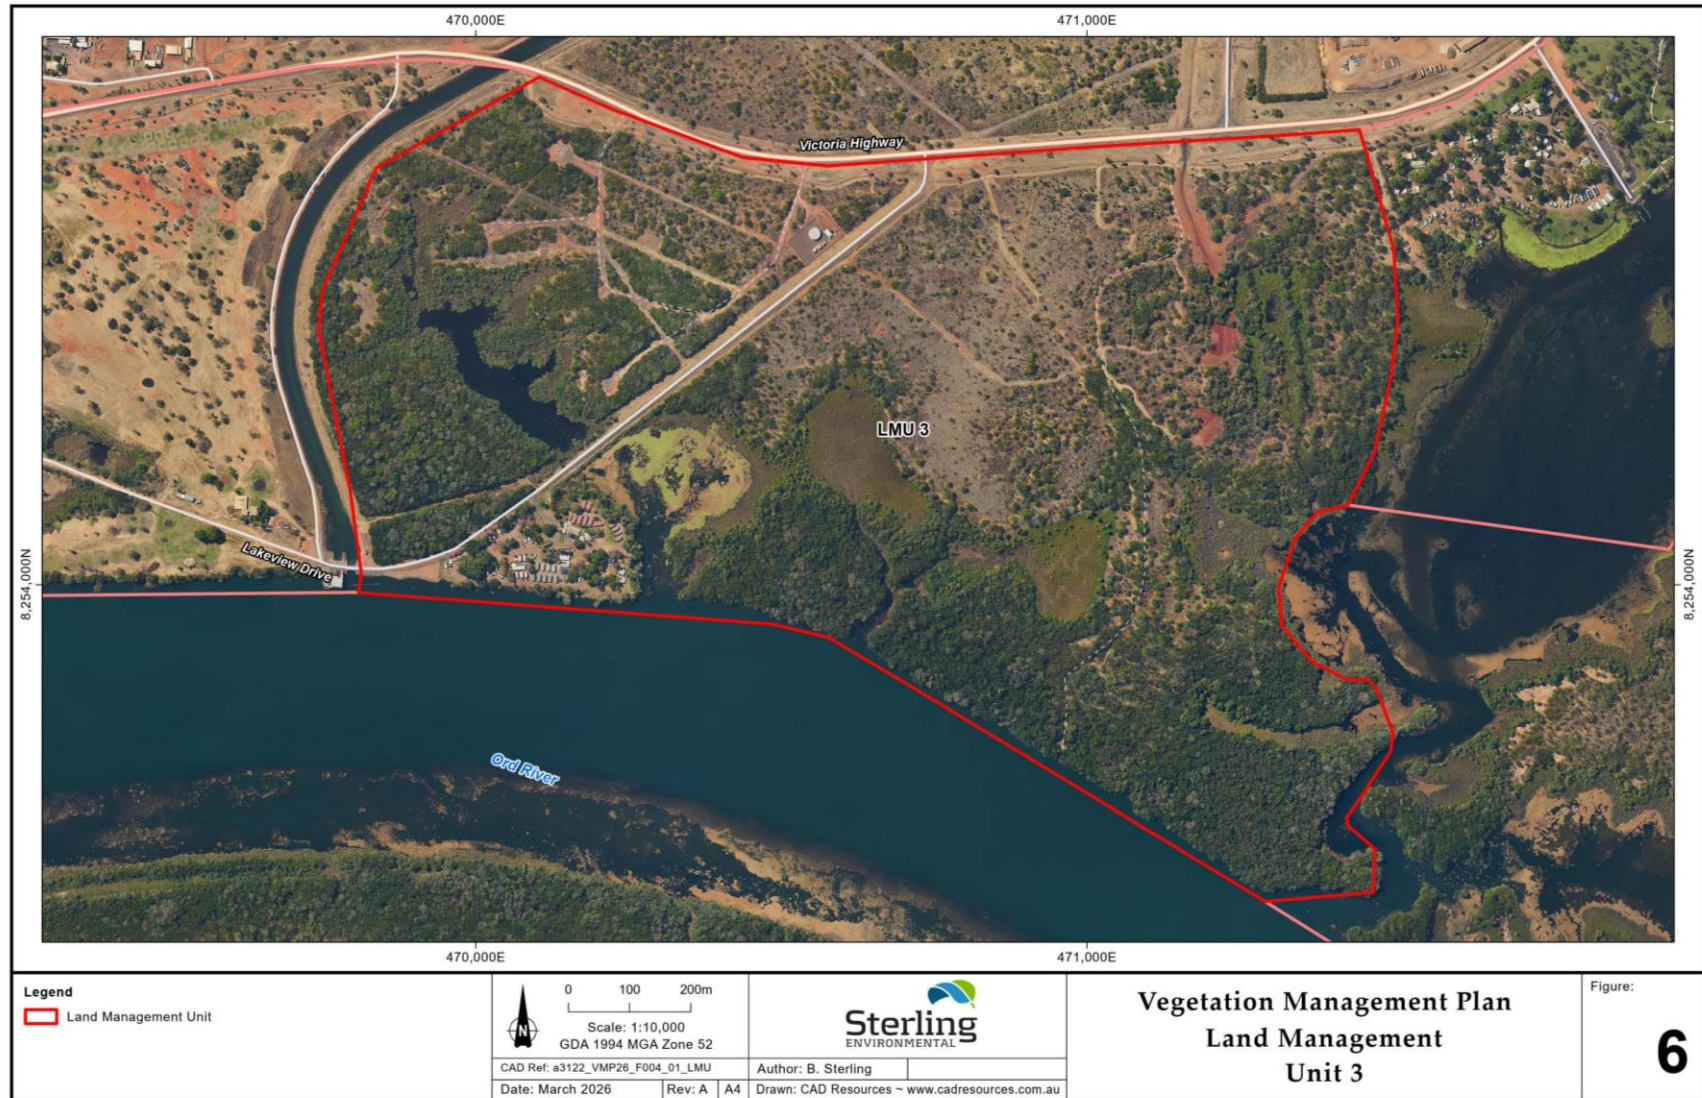 470,000E
471,000E
Victoria Highway
LMU 3
Lakeview Drive
8,254,000N
8,254,000N
Ord River
470,000E
471,000E
Legend
Land Management Unit
N
0 100 200m
Scale: 1:10,000
GDA 1994 MGA Zone 52
CAD Ref: a3122_VMP26_F004_01_LMU
Date: March 2026
Rev: A
A4
Sterling
ENVIRONMENTAL
Author: B. Sterling
Drawn: CAD Resources ~ www.cadresources.com.au
Vegetation Management Plan
Land Management
Unit 3
Figure:
6